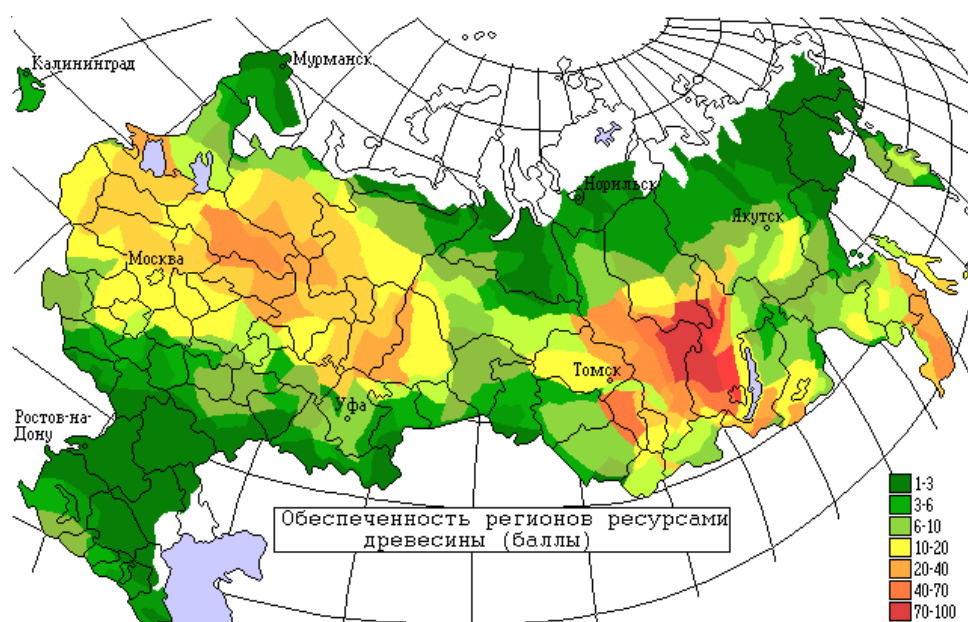 Калининград
Мурманск
Норильск
Якутск
Москва
Томск
Уфа
Ростов-на-
Дону
Обеспеченность регионов ресурсами
древесины (баллы)
1-3
3-6
6-10
10-20
20-40
40-70
70-100